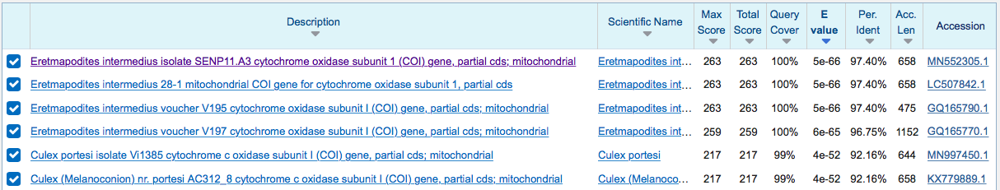 Description Scientific Name Max Score Total Score Query Cover E value Per. Ident Acc. Len Accession
Eretmapodites intermedius isolate SENP11.A3 cytochrome oxidase subunit 1 (COI) gene, partial cds; mitochondrial Eretmapodites int... 263 263 100% 5e-66 97.40% 658 MN552305.1
Eretmapodites intermedius 28-1 mitochondrial COI gene for cytochrome oxidase subunit 1, partial cds Eretmapodites int... 263 263 100% 5e-66 97.40% 658 LC507842.1
Eretmapodites intermedius voucher V195 cytochrome oxidase subunit I (COI) gene, partial cds; mitochondrial Eretmapodites int... 263 263 100% 5e-66 97.40% 475 GQ165790.1
Eretmapodites intermedius voucher V197 cytochrome oxidase subunit I (COI) gene, partial cds; mitochondrial Eretmapodites int... 259 259 100% 6e-65 96.75% 1152 GQ165770.1
Culex portesi isolate Vi1385 cytochrome c oxidase subunit I (COI) gene, partial cds; mitochondrial Culex portesi 217 217 99% 4e-52 92.16% 644 MN997450.1
Culex (Melanoconion) nr. portesi AC312_8 cytochrome c oxidase subunit I (COI) gene, partial cds; mitochondrial Culex (Melanoco... 217 217 99% 4e-52 92.16% 658 KX779889.1